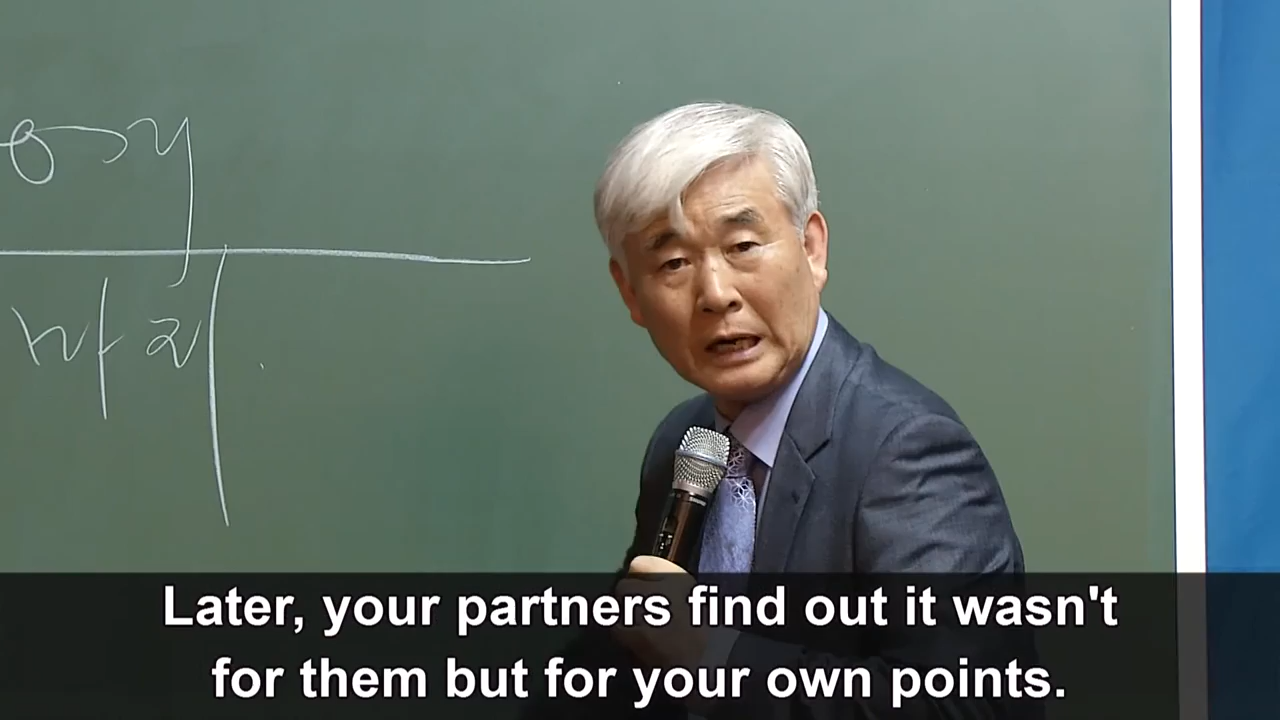 Later, your partners find out it wasn't
for them but for your own points.